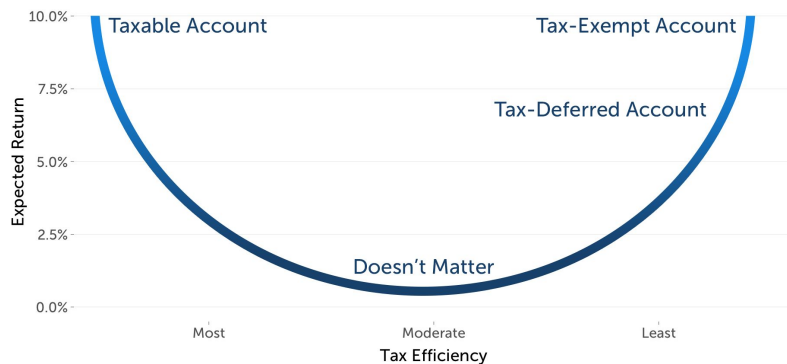 10.0%
Taxable Account
Tax-Exempt Account
7.5%
Tax-Deferred Account
5.0%
Expected Return
2.5%
Doesn't Matter
0.0%
Most
Moderate
Least
Tax Efficiency